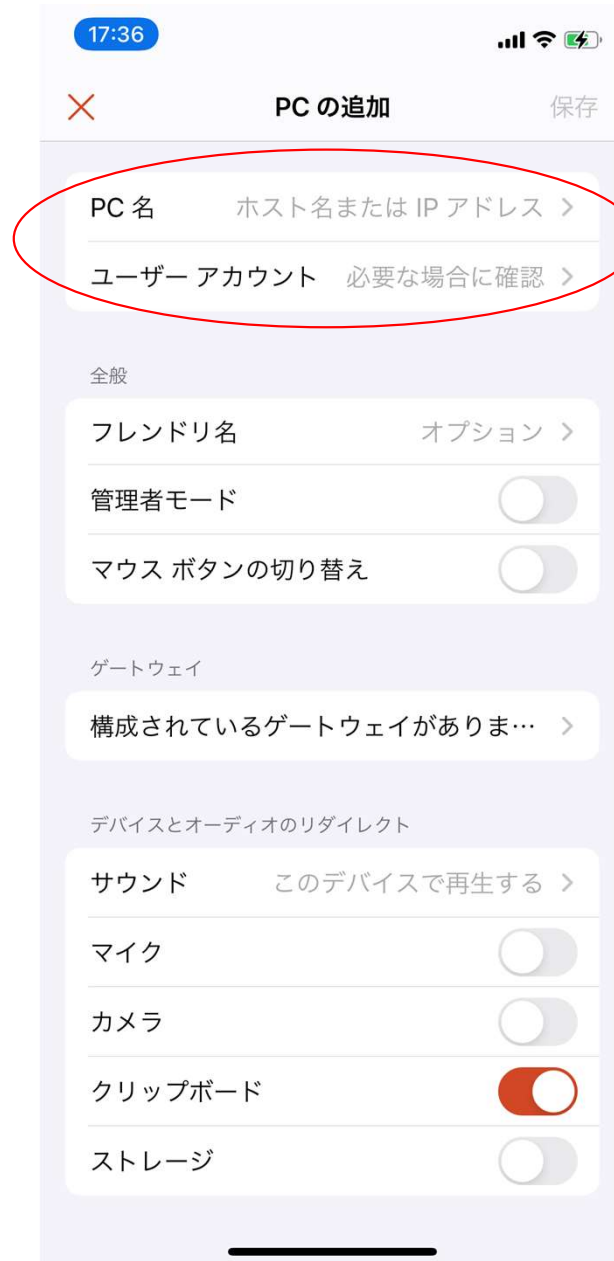 17:36
PC の追加
保存
PC 名 ホスト名または IP アドレス
ユーザー アカウント 必要な場合に確認
全般
フレンドリ名 オプション
管理者モード
マウス ボタンの切り替え
ゲートウェイ
構成されているゲートウェイがありま…
デバイスとオーディオのリダイレクト
サウンド このデバイスで再生する
マイク
カメラ
クリップボード
ストレージ